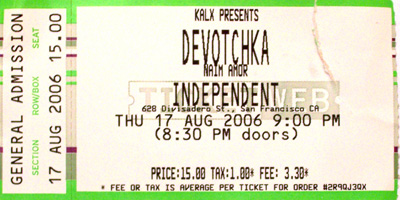 GENERAL ADMISSION
SECTION ROW/BOX SEAT
17 AUG 2006 15.00
KALX PRESENTS
DEVOTCHKA
NAIM AMOR
INDEPENDENT
628 Divisadero St., San Francisco CA
THU 17 AUG 2006 9:00 PM
(8:30 PM doors)
PRICE:15.00 TAX:1.00* FEE: 3.30*
* FEE OR TAX IS AVERAGE PER TICKET FOR ORDER #2R9QJ3QX